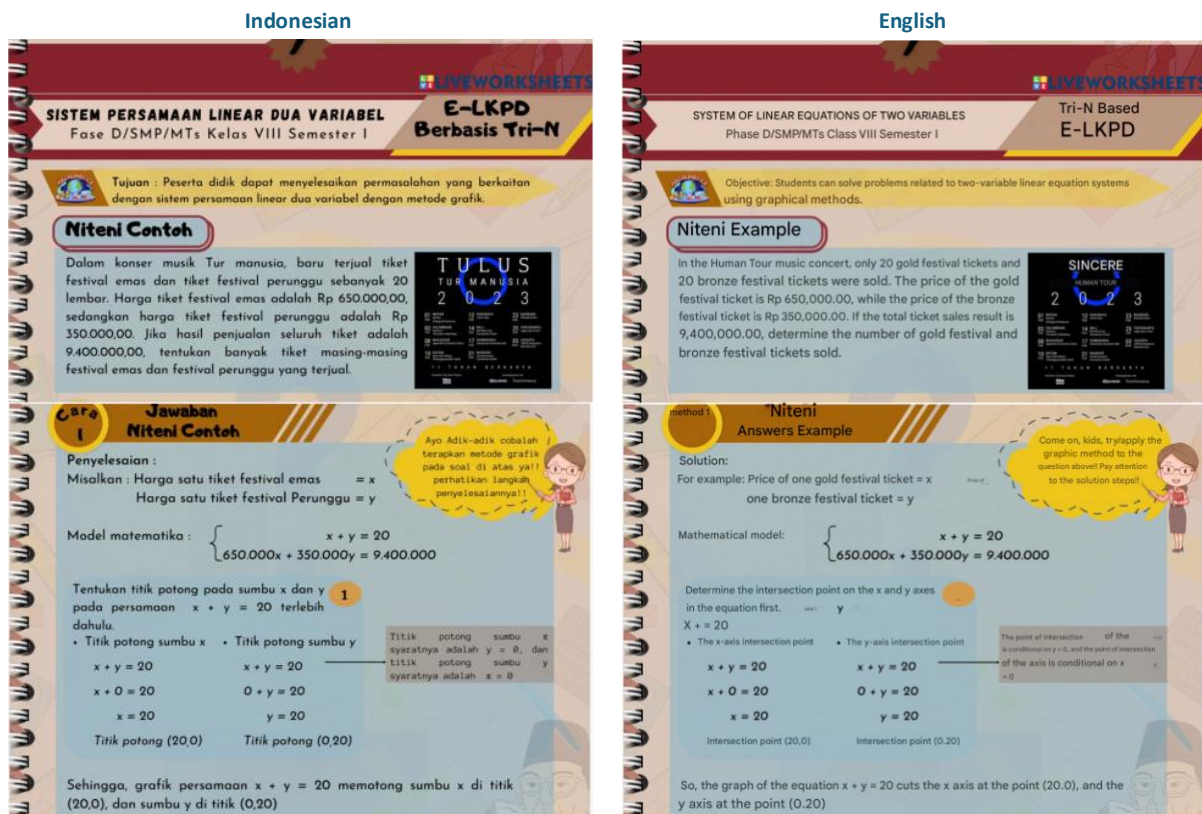 Indonesian
LIVEWORKSHEETS
SISTEM PERSAMAAN LINEAR DUA VARIABEL
Fase D/SMP/MTs Kelas VIII Semester I
E-LKPD
Berbasis Tri-N
Tujuan : Peserta didik dapat menyelesaikan permasalahan yang berkaitan
dengan sistem persamaan linear dua variabel dengan metode grafik.
Niteni Contoh
Dalam konser musik Tur manusia, baru terjual tiket
festival emas dan tiket festival perunggu sebanyak 20
lembar. Harga tiket festival emas adalah Rp 650.000,00,
sedangkan harga tiket festival perunggu adalah Rp
350.000,00. Jika hasil penjualan seluruh tiket adalah
9.400.000,00, tentukan banyak tiket masing-masing
festival emas dan festival perunggu yang terjual.
TULUS
TUR MANUSIA
2 0 2 3
Cara
1
Jawaban
Niteni Contoh
Ayo Adik-adik cobalah
terapkan metode grafik
pada soal di atas ya!!
perhatikan langkah
penyelesaiannya!!
Penyelesaian :
Misalkan : Harga satu tiket festival emas = x
Harga satu tiket festival Perunggu = y
Model matematika :
x + y = 20
650.000x + 350.000y = 9.400.000
Tentukan titik potong pada sumbu x dan y
pada persamaan x + y = 20 terlebih
dahulu.
1
• Titik potong sumbu x
x + y = 20
x + 0 = 20
x = 20
Titik potong (20,0)
• Titik potong sumbu y
x + y = 20
0 + y = 20
y = 20
Titik potong (0,20)
Titik potong sumbu x
syaratnya adalah y = 0, dan
titik potong sumbu y
syaratnya adalah x = 0
Sehingga, grafik persamaan x + y = 20 memotong sumbu x di titik
(20,0), dan sumbu y di titik (0,20)
English
LIVEWORKSHEETS
SYSTEM OF LINEAR EQUATIONS OF TWO VARIABLES
Phase D/SMP/MTs Class VIII Semester I
Tri-N Based
E-LKPD
Objective: Students can solve problems related to two-variable linear equation systems
using graphical methods.
Niteni Example
In the Human Tour music concert, only 20 gold festival tickets and
20 bronze festival tickets were sold. The price of the gold
festival ticket is Rp 650,000.00, while the price of the bronze
festival ticket is Rp 350,000.00. If the total ticket sales result is
9,400,000.00, determine the number of gold festival and
bronze festival tickets sold.
SINCERE
HUMAN TOUR
2 0 2 3
method 1
"Niteni
Answers Example
Come on, kids, try/apply the
graphic method to the
question above!! Pay attention
to the solution steps!!
Solution:
For example: Price of one gold festival ticket = x
one bronze festival ticket = y
Mathematical model:
x + y = 20
650.000x + 350.000y = 9.400.000
Determine the intersection point on the x and y axes
in the equation first. y
X + = 20
• The x-axis intersection point
x + y = 20
x + 0 = 20
x = 20
Intersection point (20,0)
• The y-axis intersection point
x + y = 20
0 + y = 20
y = 20
Intersection point (0.20)
The point of intersection of the
is conditional on y = 0, and the point of intersection
of the axis is conditional on x
= 0
So, the graph of the equation x + y = 20 cuts the x axis at the point (20.0), and the
y axis at the point (0.20)